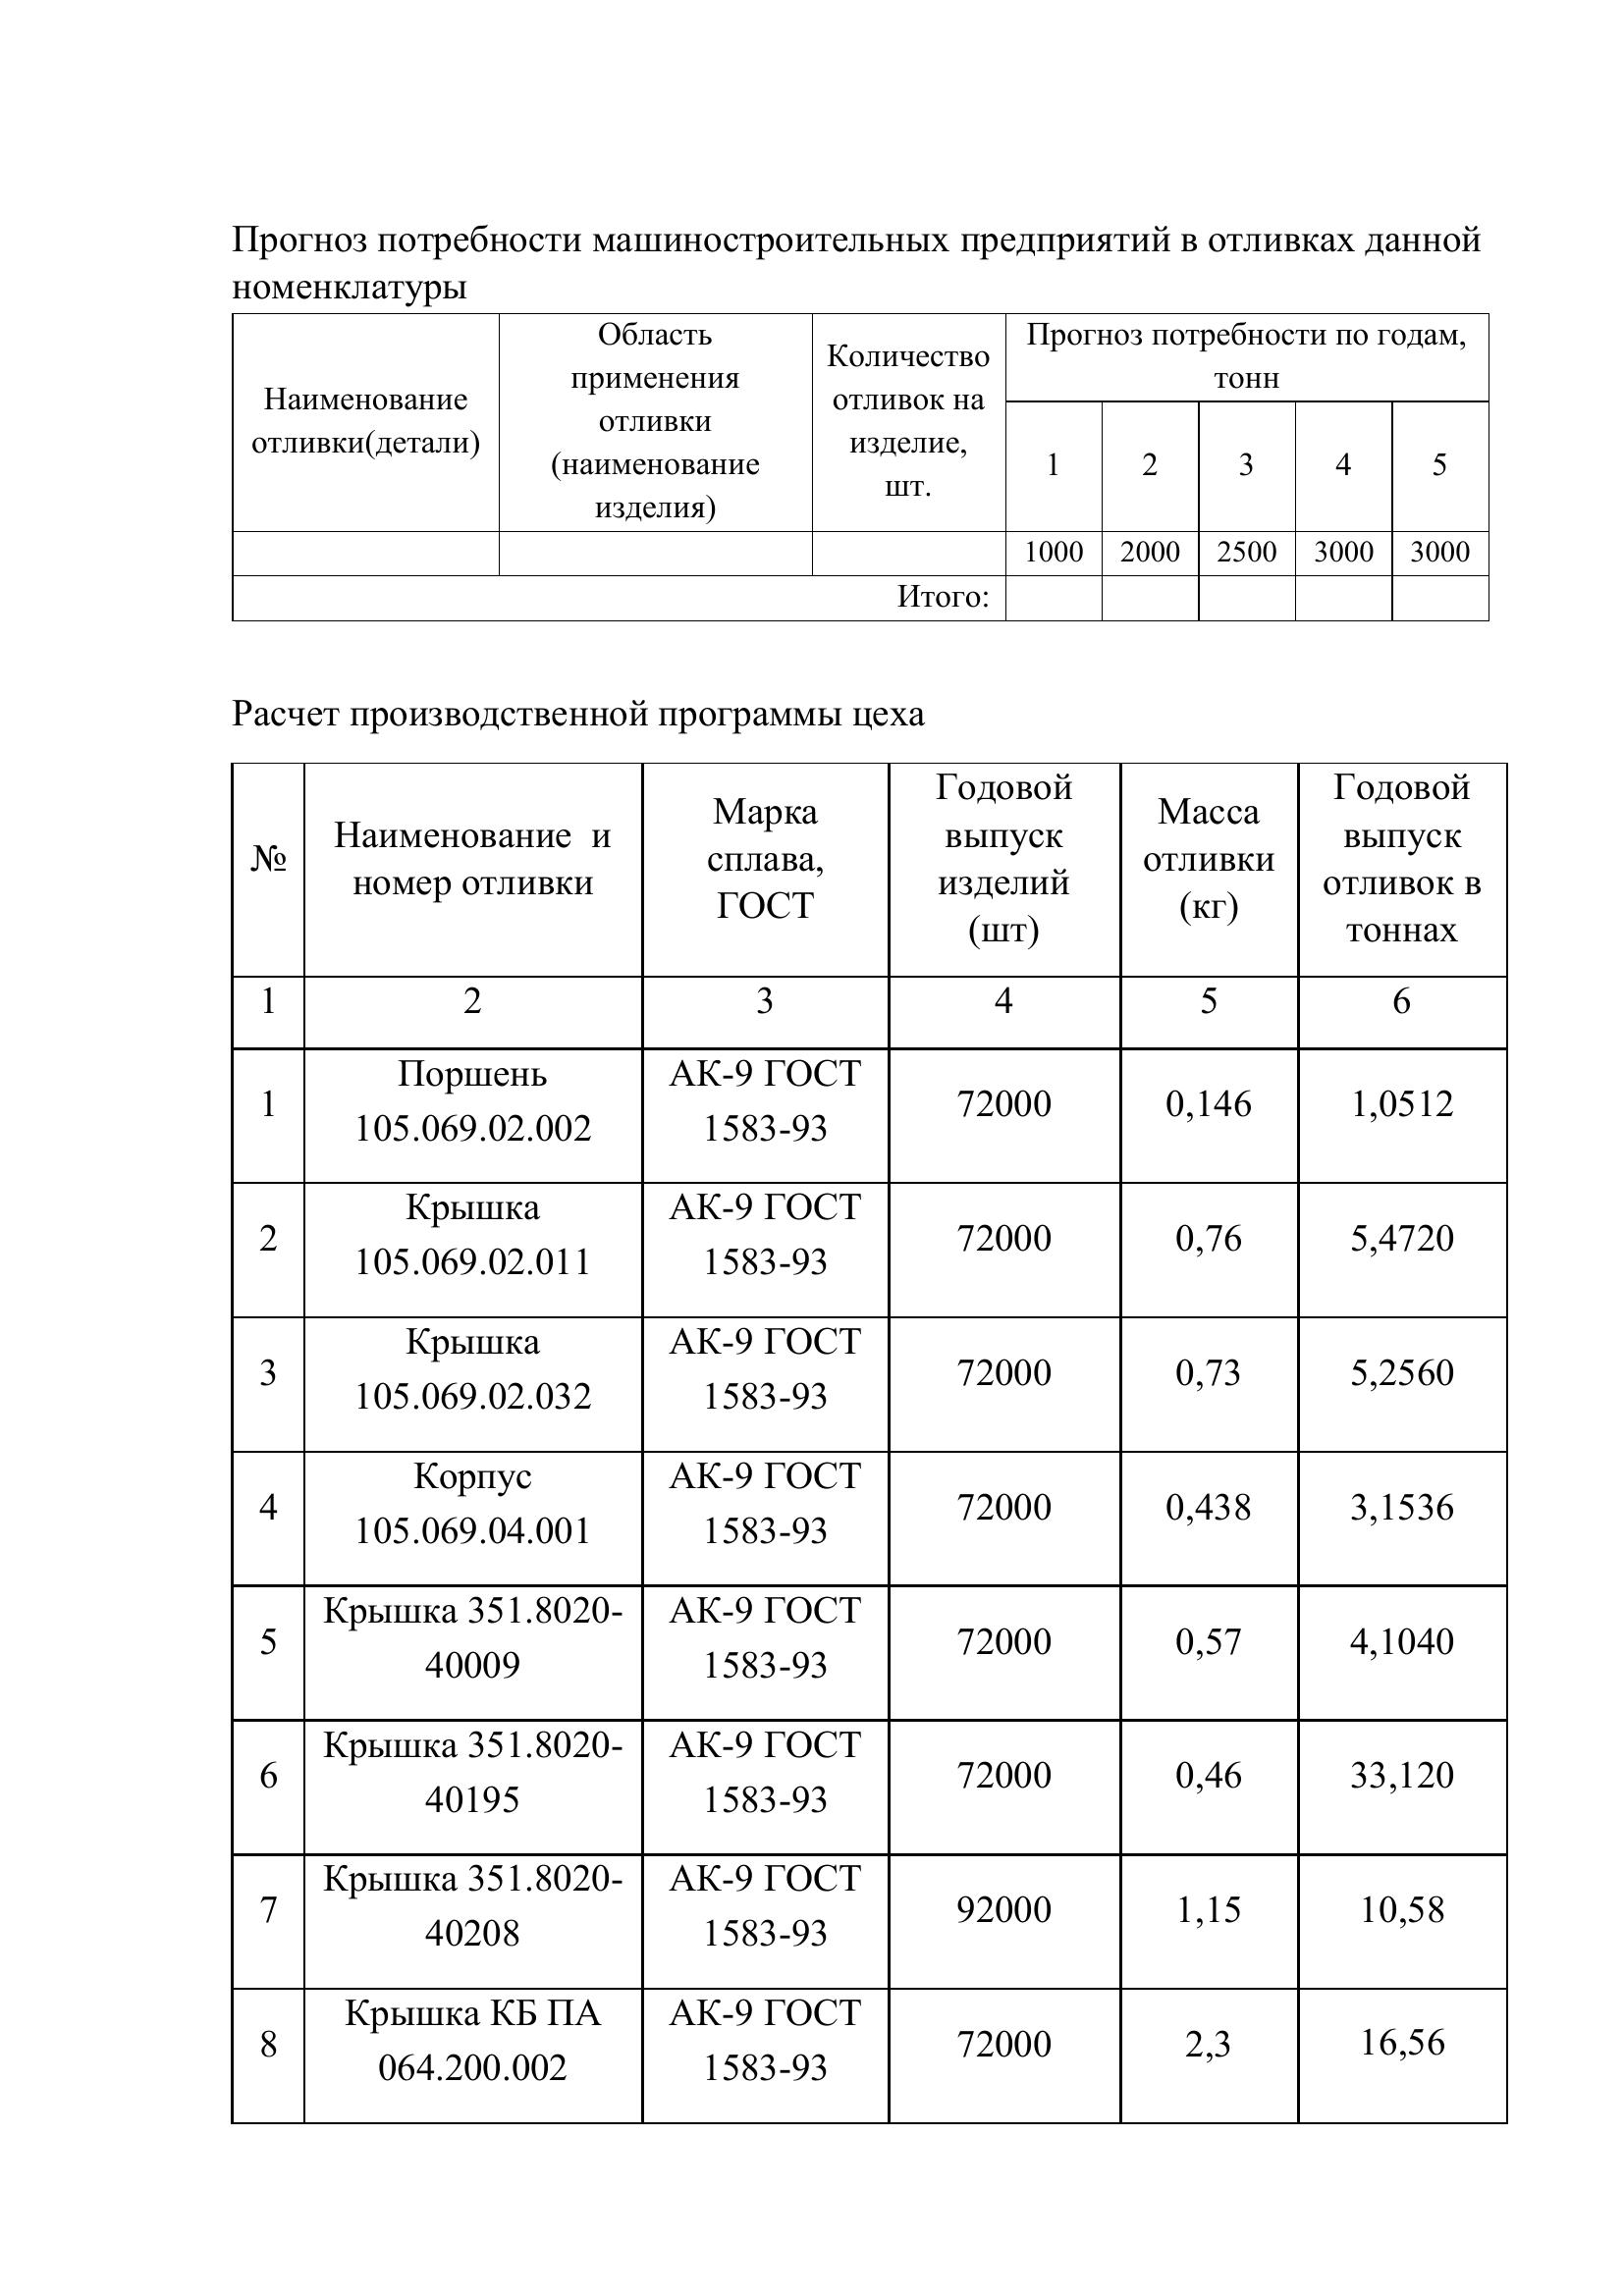 Прогноз потребности машиностроительных предприятий в отливках данной
номенклатуры
Наименование
отливки(детали)
Область
применения
отливки
(наименование
изделия)
Количество
отливок на
изделие,
шт.
Прогноз потребности по годам,
тонн
1 2 3 4 5
1000 2000 2500 3000 3000
Итого:
Расчет производственной программы цеха
№
Наименование и
номер отливки
Марка
сплава,
ГОСТ
Годовой
выпуск
изделий
(шт)
Масса
отливки
(кг)
Годовой
выпуск
отливок в
тоннах
1 2 3 4 5 6
1
Поршень
105.069.02.002
АК-9 ГОСТ
1583-93
72000
0,146
1,0512
2
Крышка
105.069.02.011
АК-9 ГОСТ
1583-93
72000
0,76
5,4720
3
Крышка
105.069.02.032
АК-9 ГОСТ
1583-93
72000
0,73
5,2560
4
Корпус
105.069.04.001
АК-9 ГОСТ
1583-93
72000
0,438
3,1536
5
Крышка 351.8020-
40009
АК-9 ГОСТ
1583-93
72000
0,57
4,1040
6
Крышка 351.8020-
40195
АК-9 ГОСТ
1583-93
72000
0,46
33,120
7
Крышка 351.8020-
40208
АК-9 ГОСТ
1583-93
92000
1,15
10,58
8
Крышка КБ ПА
064.200.002
АК-9 ГОСТ
1583-93
72000
2,3
16,56